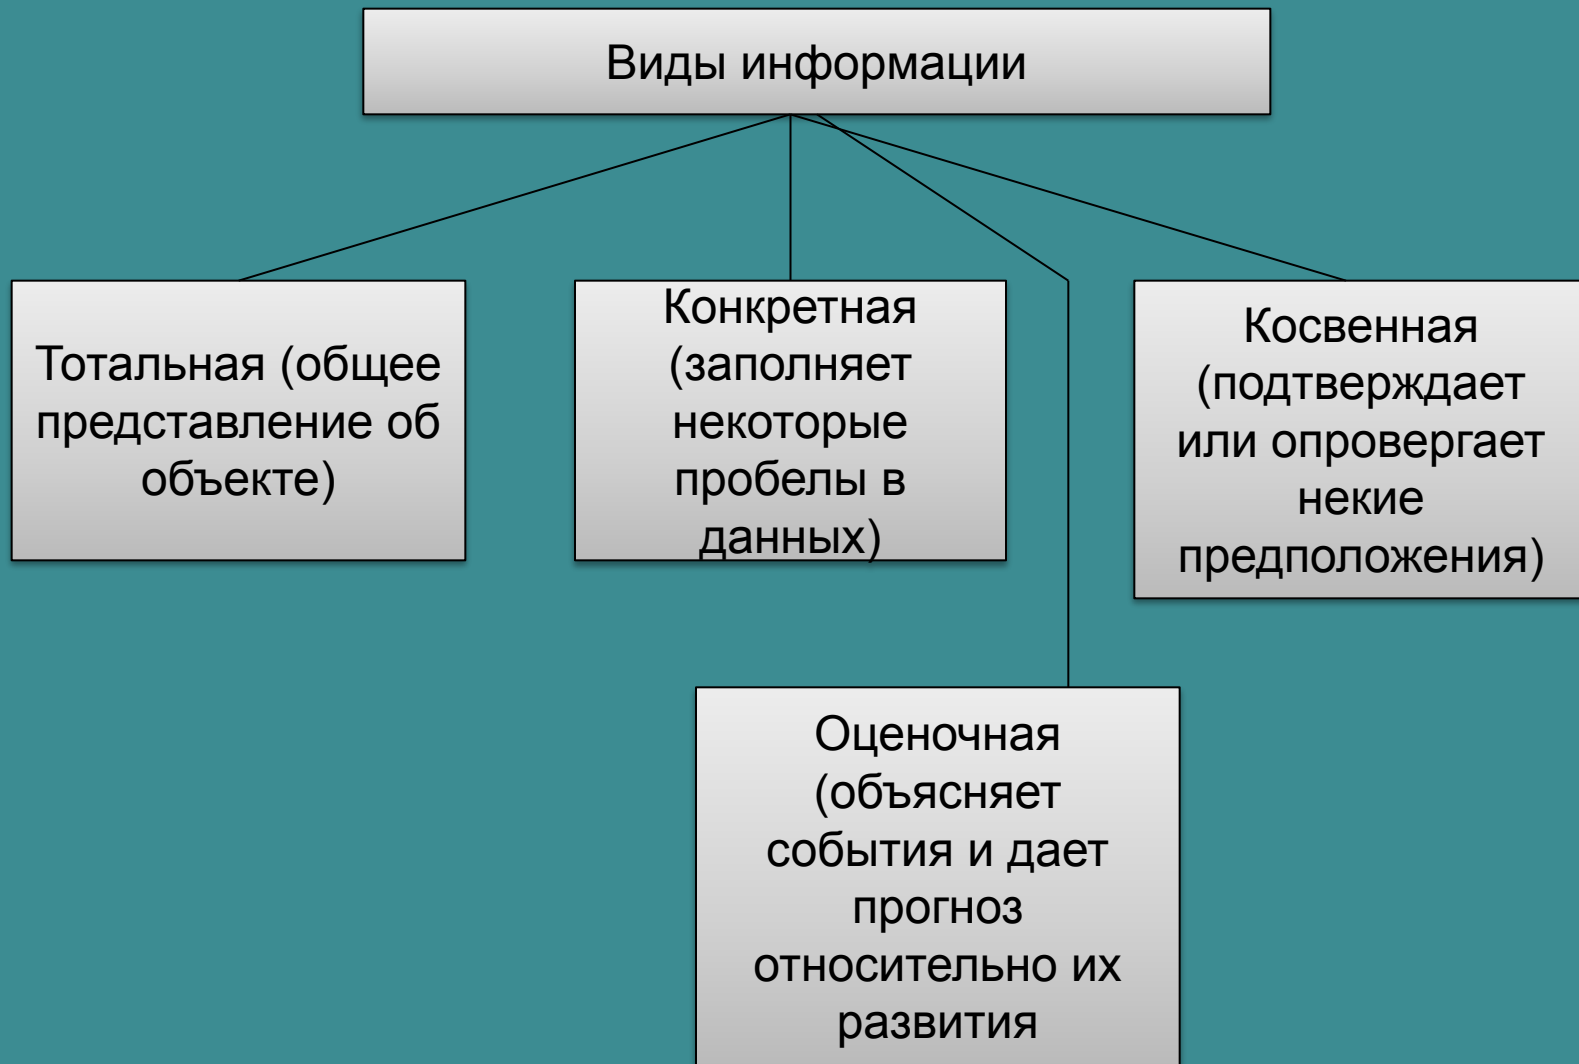 Виды информации
Тотальная (общее
представление об
объекте)
Конкретная
(заполняет
некоторые
пробелы в
данных)
Косвенная
(подтверждает
или опровергает
некие
предположения)
Оценочная
(объясняет
события и дает
прогноз
относительно их
развития